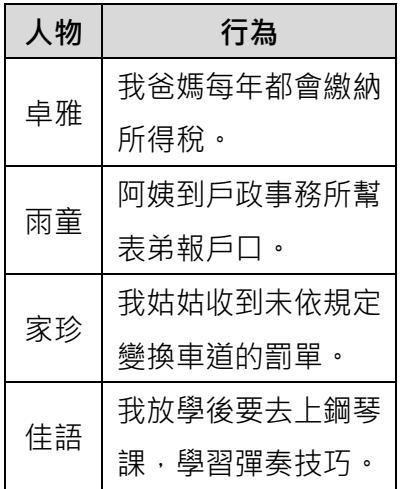 人物 行為
卓雅 我爸媽每年都會繳納
所得稅。
雨童 阿姨到戶政事務所幫
表弟報戶口。
家珍 我姑姑收到未依規定
變換車道的罰單。
佳語 我放學後要去上鋼琴
課，學習彈奏技巧。